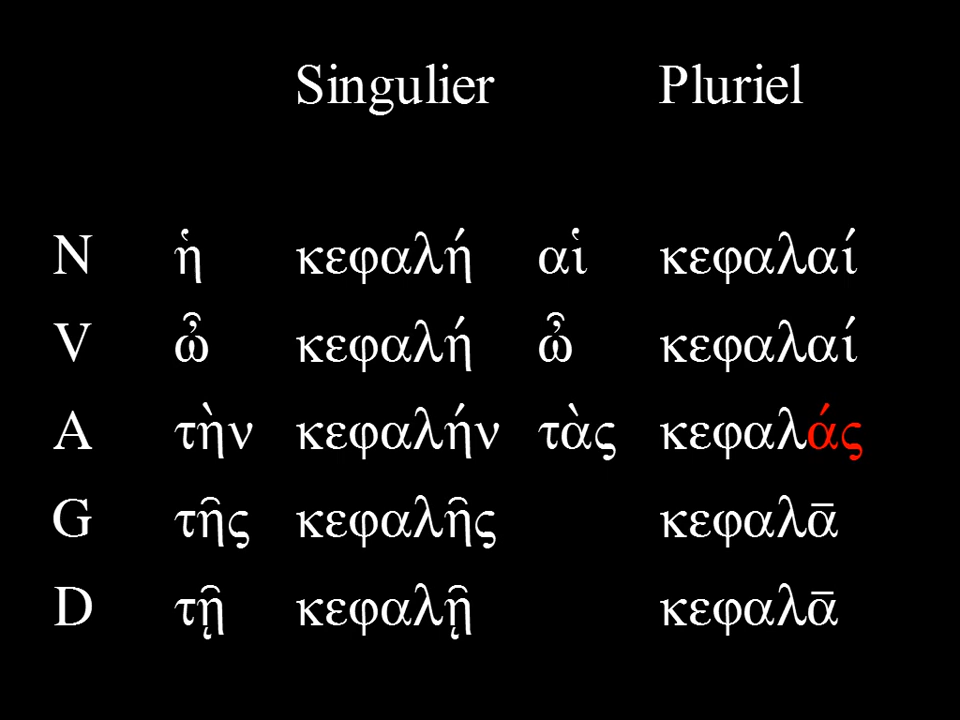 Singulier Pluriel
N ἡ κεφαλή αἱ κεφαλαί
V ὦ κεφαλή ὦ κεφαλαί
A τὴν κεφαλήν τὰς κεφαλάς
G τῆς κεφαλῆς κεφαλᾱ
D τῇ κεφαλῇ κεφαλᾱ